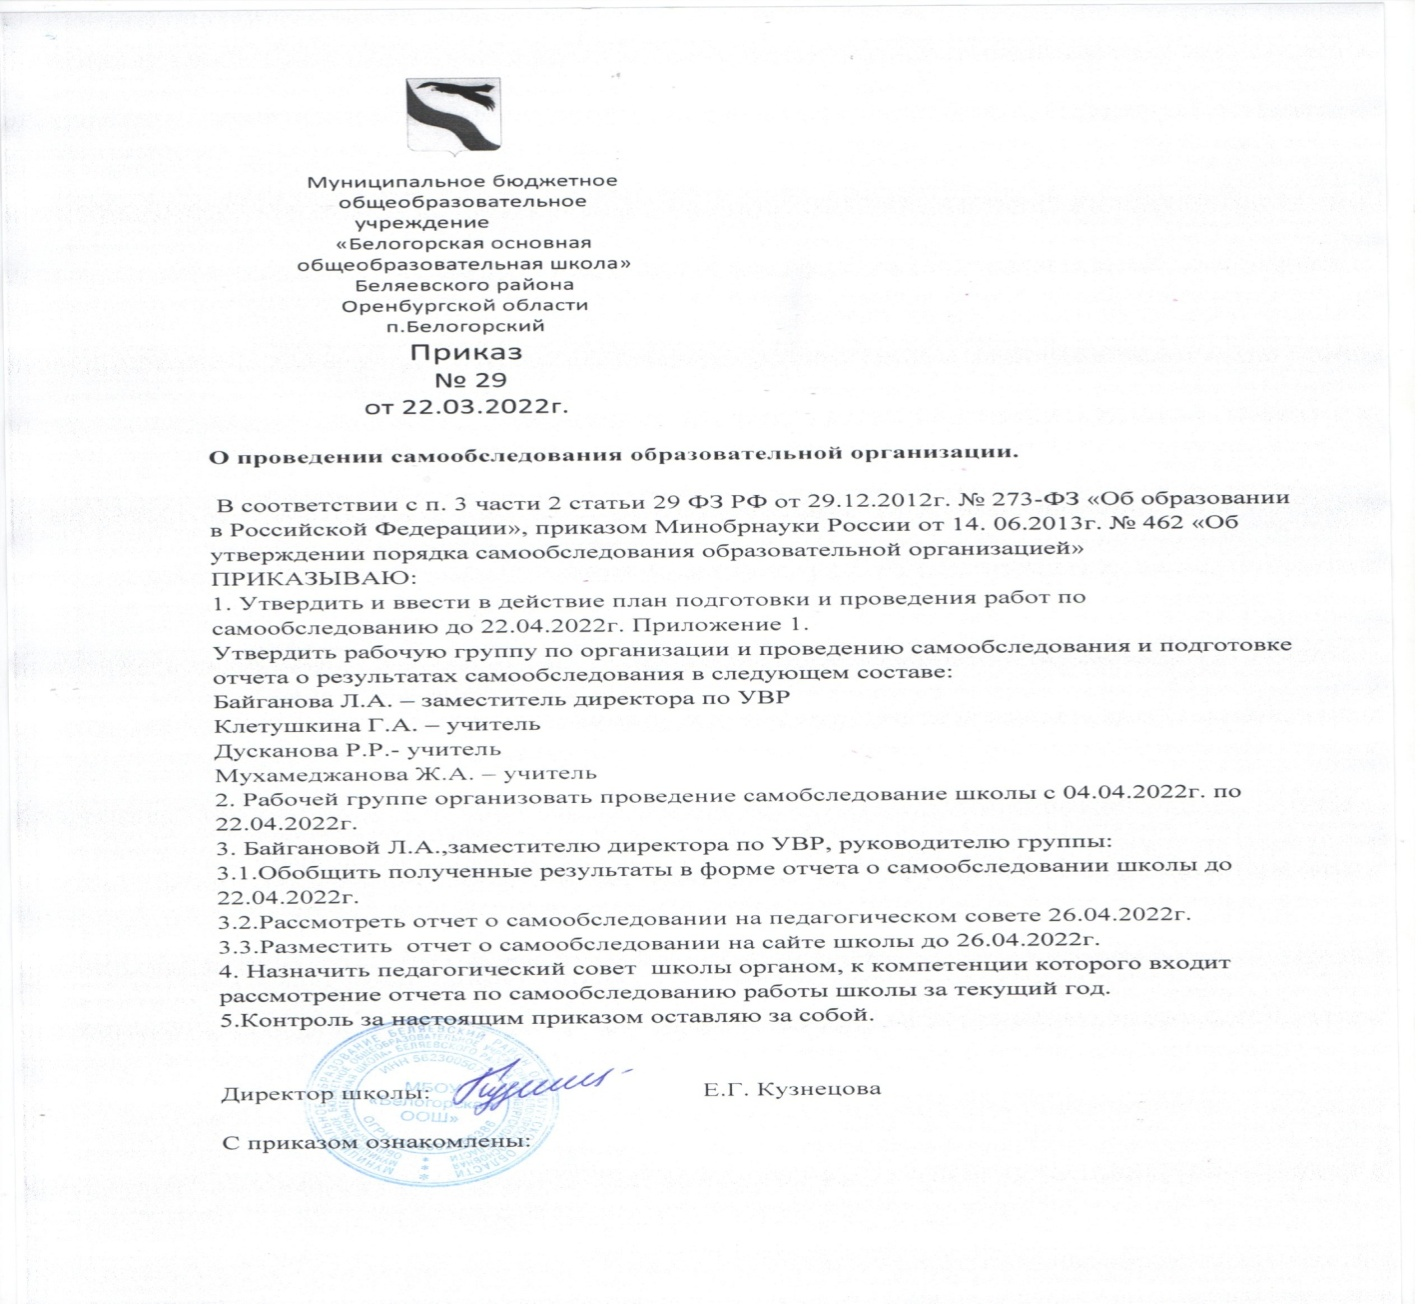 Муниципальное бюджетное
общеобразовательное
учреждение
«Белогорская основная
общеобразовательная школа»
Беляевского района
Оренбургской области
п.Белогорский
Приказ
№ 29
от 22.03.2022г.
О проведении самообследования образовательной организации.
В соответствии с п. 3 части 2 статьи 29 ФЗ РФ от 29.12.2012г. № 273-ФЗ «Об образовании
в Российской Федерации», приказом Минобрнауки России от 14. 06.2013г. № 462 «Об
утверждении порядка самообследования образовательной организацией»
ПРИКАЗЫВАЮ:
1. Утвердить и ввести в действие план подготовки и проведения работ по
самообследованию до 22.04.2022г. Приложение 1.
Утвердить рабочую группу по организации и проведению самообследования и подготовке
отчета о результатах самообследования в следующем составе:
Байганова Л.А. – заместитель директора по УВР
Клетушкина Г.А. – учитель
Дусканова Р.Р.- учитель
Мухамеджанова Ж.А. – учитель
2. Рабочей группе организовать проведение самобследование школы с 04.04.2022г. по
22.04.2022г.
3. Байгановой Л.А.,заместителю директора по УВР, руководителю группы:
3.1.Обобщить полученные результаты в форме отчета о самообследовании школы до
22.04.2022г.
3.2.Рассмотреть отчет о самообследовании на педагогическом совете 26.04.2022г.
3.3.Разместить  отчет о самообследовании на сайте школы до 26.04.2022г.
4. Назначить педагогический совет  школы органом, к компетенции которого входит
рассмотрение отчета по самообследованию работы школы за текущий год.
5.Контроль за настоящим приказом оставляю за собой.
Директор школы: Е.Г. Кузнецова
МБОУ
«Белогорская
ООШ»
С приказом ознакомлены: